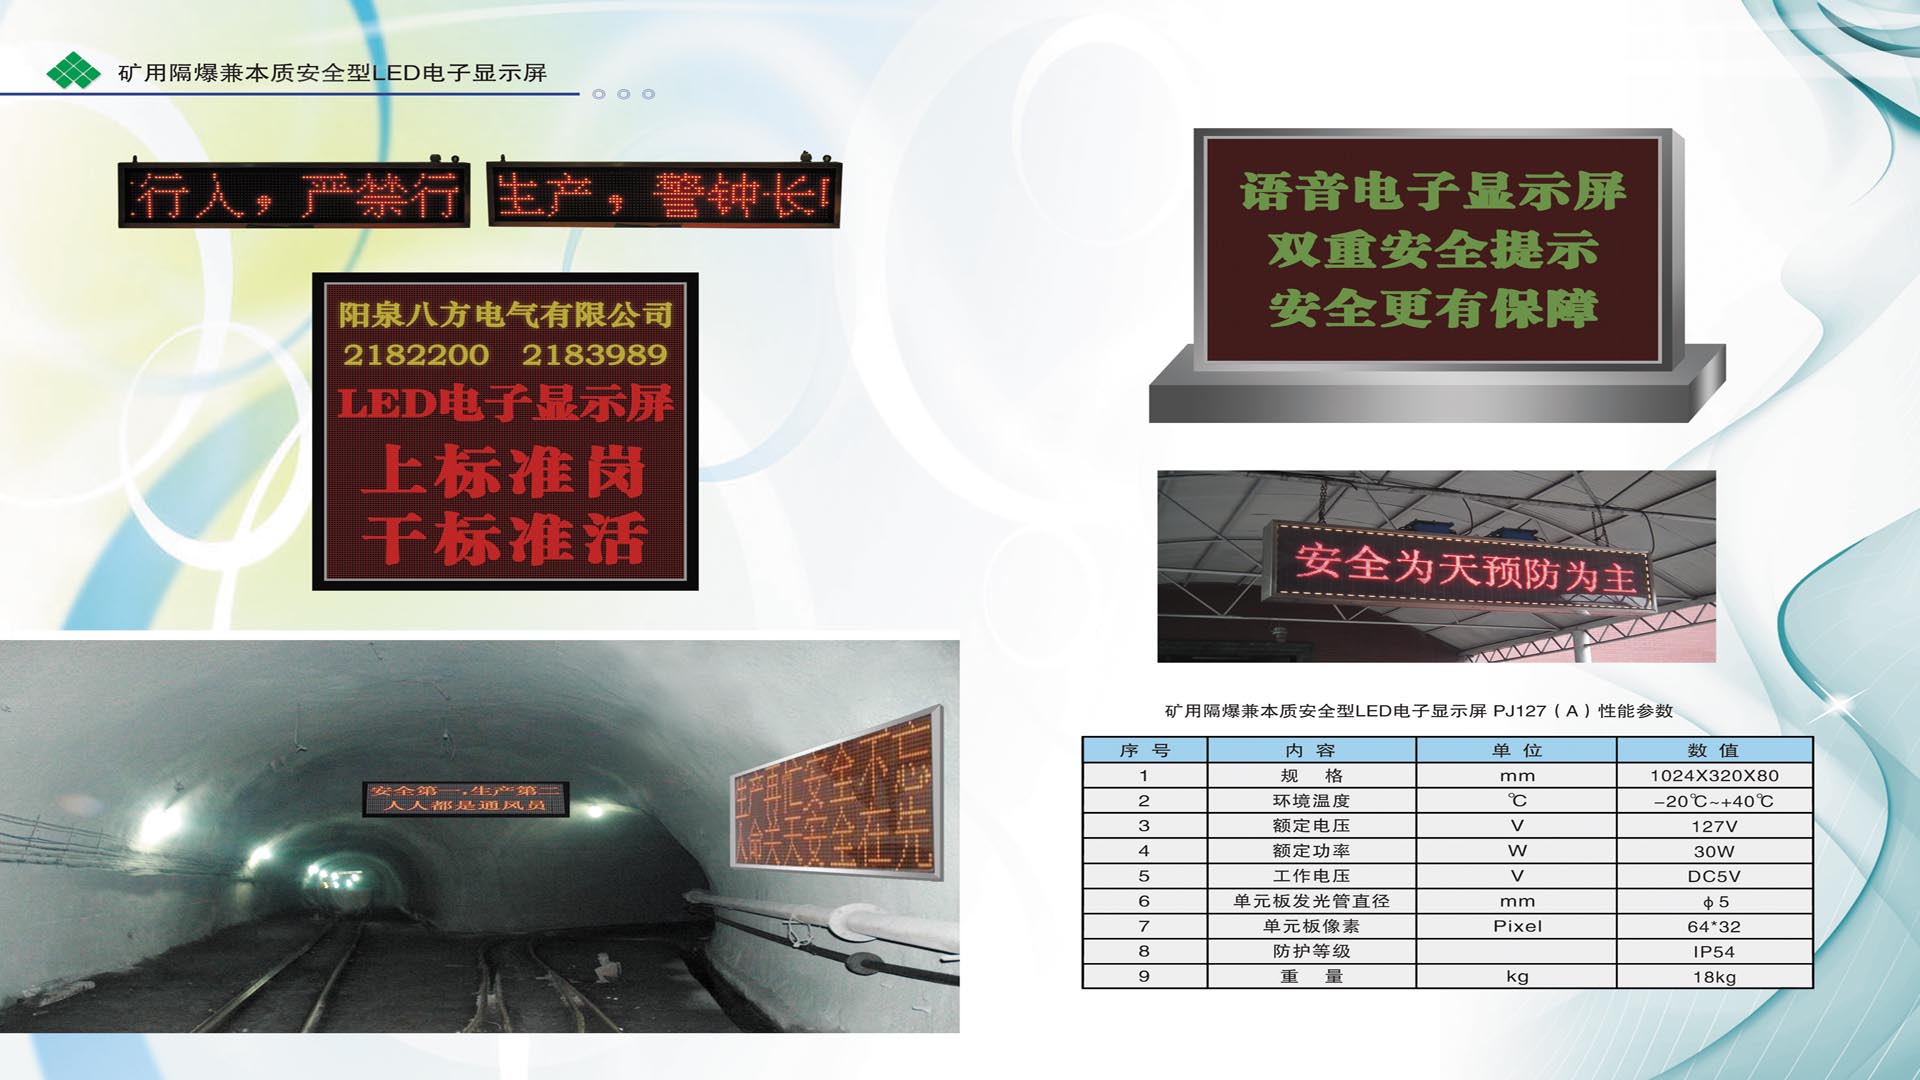 矿用隔爆兼本质安全型LED电子显示屏
行人，严禁行
生产，警钟长
阳泉八方电气有限公司
2182200 2183989
LED电子显示屏
上标准岗
干标准活
语音电子显示屏
双重安全提示
安全更有保障
安全为天预防为主
安全第一,生产第二
人人都是通风员
生产再忙安全不忘
人命关天安全在先
矿用隔爆兼本质安全型LED电子显示屏 PJ127（A）性能参数
序号 内容 单位 数值
1 规格 mm 1024X320X80
2 环境温度 ℃ -20℃~+40℃
3 额定电压 V 127V
4 额定功率 W 30W
5 工作电压 V DC5V
6 单元板发光管直径 mm ф5
7 单元板像素 Pixel 64*32
8 防护等级 IP54
9 重量 kg 18kg